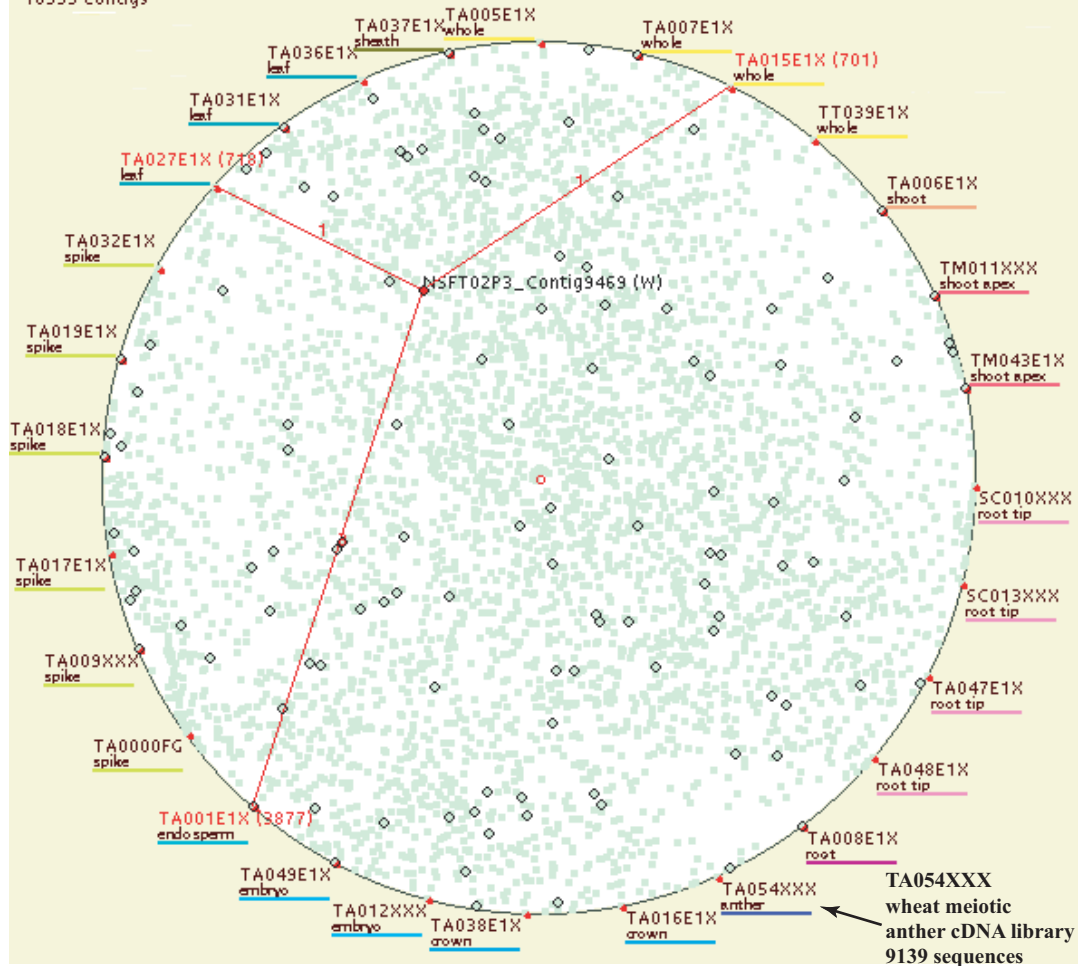 TA037E1X
sheath
TA005E1X
whole
TA007E1X
whole
TA036E1X
leaf
TA015E1X (701)
whole
TA031E1X
leaf
TT039E1X
whole
TA027E1X (718)
leaf
TA006E1X
shoot
1
1
TA032E1X
spike
NSFT02P3_Contig9469 (W)
TM011XXX
shoot apex
TA019E1X
spike
TM043E1X
shoot apex
TA018E1X
spike
SC010XXX
root tip
TA017E1X
spike
SC013XXX
root tip
TA009XXX
spike
TA047E1X
root tip
TA0000FG
spike
TA048E1X
root tip
TA001E1X (3877)
endosperm
TA008E1X
root
TA049E1X
embryo
TA054XXX
anther
TA012XXX
embryo
TA038E1X
crown
TA016E1X
crown
TA054XXX
wheat meiotic
anther cDNA library
9139 sequences